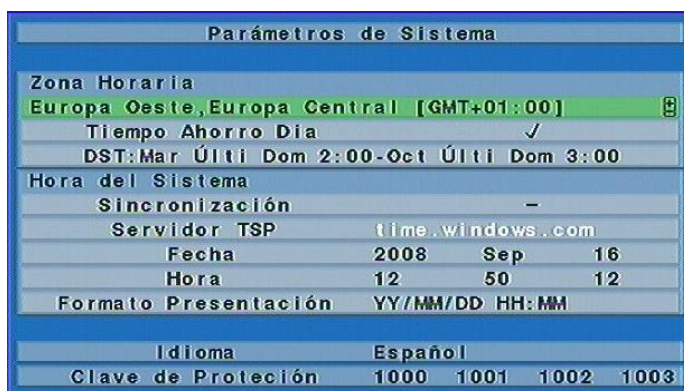 Parámetros de Sistema
Zona Horaria
Europa Oeste,Europa Central [GMT+01:00]
Tiempo Ahorro Dia ✓
DST:Mar Últi Dom 2:00-Oct Últi Dom 3:00
Hora del Sistema
Sincronización –
Servidor TSP time.windows.com
Fecha 2008 Sep 16
Hora 12 50 12
Formato Presentación YY/MM/DD HH:MM
Idioma Español
Clave de Proteción 1000 1001 1002 1003